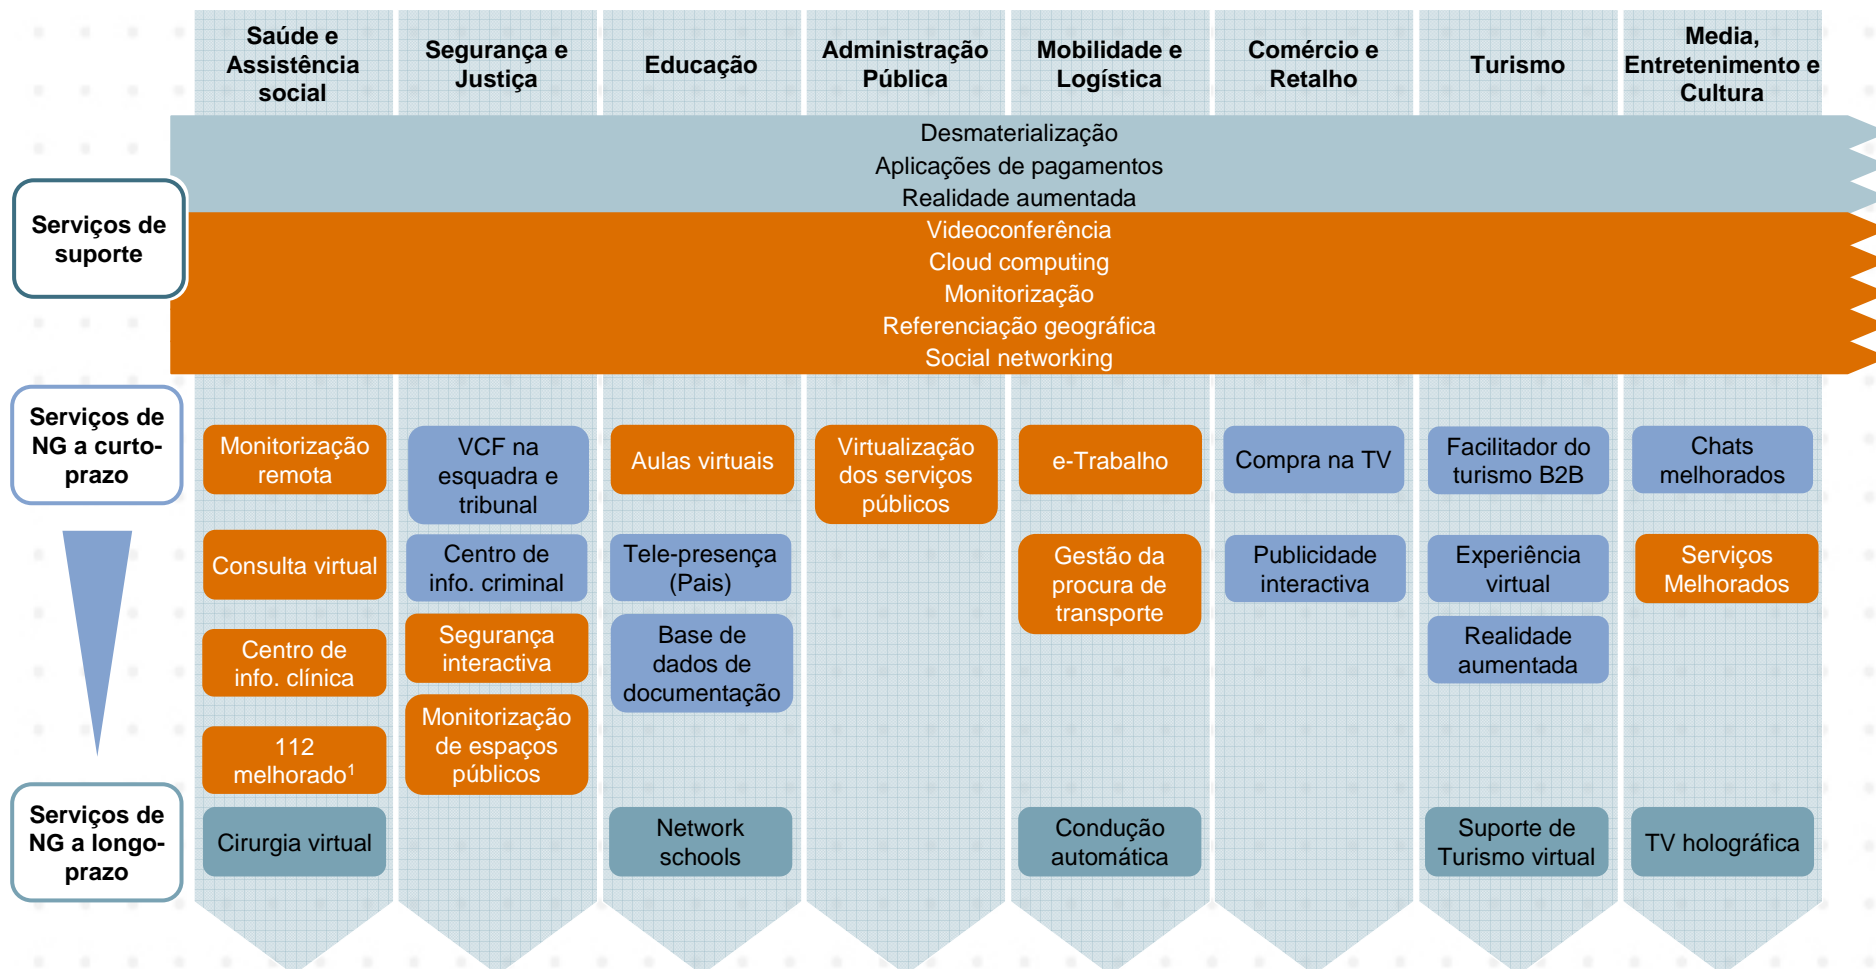 Saúde e
Assistência
social
Segurança e
Justiça
Educação
Administração
Pública
Mobilidade e
Logística
Comércio e
Retalho
Turismo
Media,
Entretenimento e
Cultura
Serviços de
suporte
Desmaterialização
Aplicações de pagamentos
Realidade aumentada
Videoconferência
Cloud computing
Monitorização
Referenciação geográfica
Social networking
Serviços de
NG a curto-
prazo
Monitorização
remota
VCF na
esquadra e
tribunal
Aulas virtuais
Virtualização
dos serviços
públicos
e-Trabalho
Compra na TV
Facilitador do
turismo B2B
Chats
melhorados
Consulta virtual
Centro de
info. criminal
Tele-presença
(Pais)
Gestão da
procura de
transporte
Publicidade
interactiva
Experiência
virtual
Serviços
Melhorados
Centro de
info. clínica
Segurança
interactiva
Base de
dados de
documentação
Realidade
aumentada
112
melhorado¹
Monitorização
de espaços
públicos
Serviços de
NG a longo-
prazo
Cirurgia virtual
Network
schools
Condução
automática
Suporte de
Turismo virtual
TV holográfica